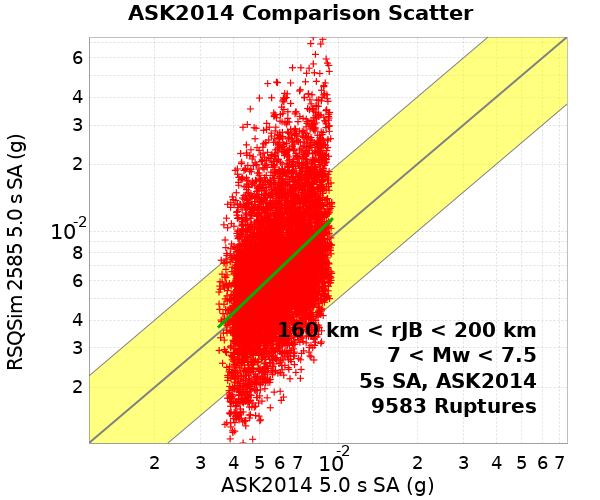 ASK2014 Comparison Scatter
RSQSim 2585 5.0 s SA (g)
6
4
3
2
10-2
8
6
4
3
2
160 km < rJB < 200 km
7 < Mw < 7.5
5s SA, ASK2014
9583 Ruptures
2 3 4 5 6 7 10-2 2 3 4 5 6 7
ASK2014 5.0 s SA (g)